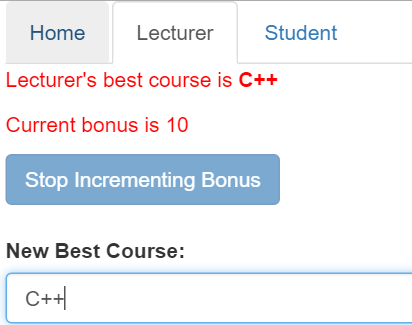 Home Lecturer Student
Lecturer's best course is C++
Current bonus is 10
Stop Incrementing Bonus
New Best Course:
C++